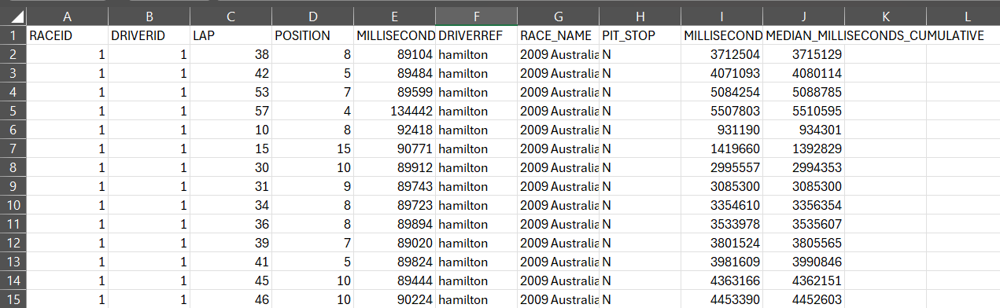 A B C D E F G H I J K L
1 RACEID DRIVERID LAP POSITION MILLISECOND DRIVERREF RACE_NAME PIT_STOP MILLISECOND MEDIAN_MILLISECONDS_CUMULATIVE
2 1 1 38 8 89104 hamilton 2009 Australia N 3712504 3715129
3 1 1 42 5 89484 hamilton 2009 Australia N 4071093 4080114
4 1 1 53 7 89599 hamilton 2009 Australia N 5084254 5088785
5 1 1 57 4 134442 hamilton 2009 Australia N 5507803 5510595
6 1 1 10 8 92418 hamilton 2009 Australia N 931190 934301
7 1 1 15 15 90771 hamilton 2009 Australia N 1419660 1392829
8 1 1 30 10 89912 hamilton 2009 Australia N 2995557 2994353
9 1 1 31 9 89743 hamilton 2009 Australia N 3085300 3085300
10 1 1 34 8 89723 hamilton 2009 Australia N 3354610 3356354
11 1 1 36 8 89894 hamilton 2009 Australia N 3533978 3535607
12 1 1 39 7 89020 hamilton 2009 Australia N 3801524 3805565
13 1 1 41 5 89824 hamilton 2009 Australia N 3981609 3990846
14 1 1 45 10 89444 hamilton 2009 Australia N 4363166 4362151
15 1 1 46 10 90224 hamilton 2009 Australia N 4453390 4452603